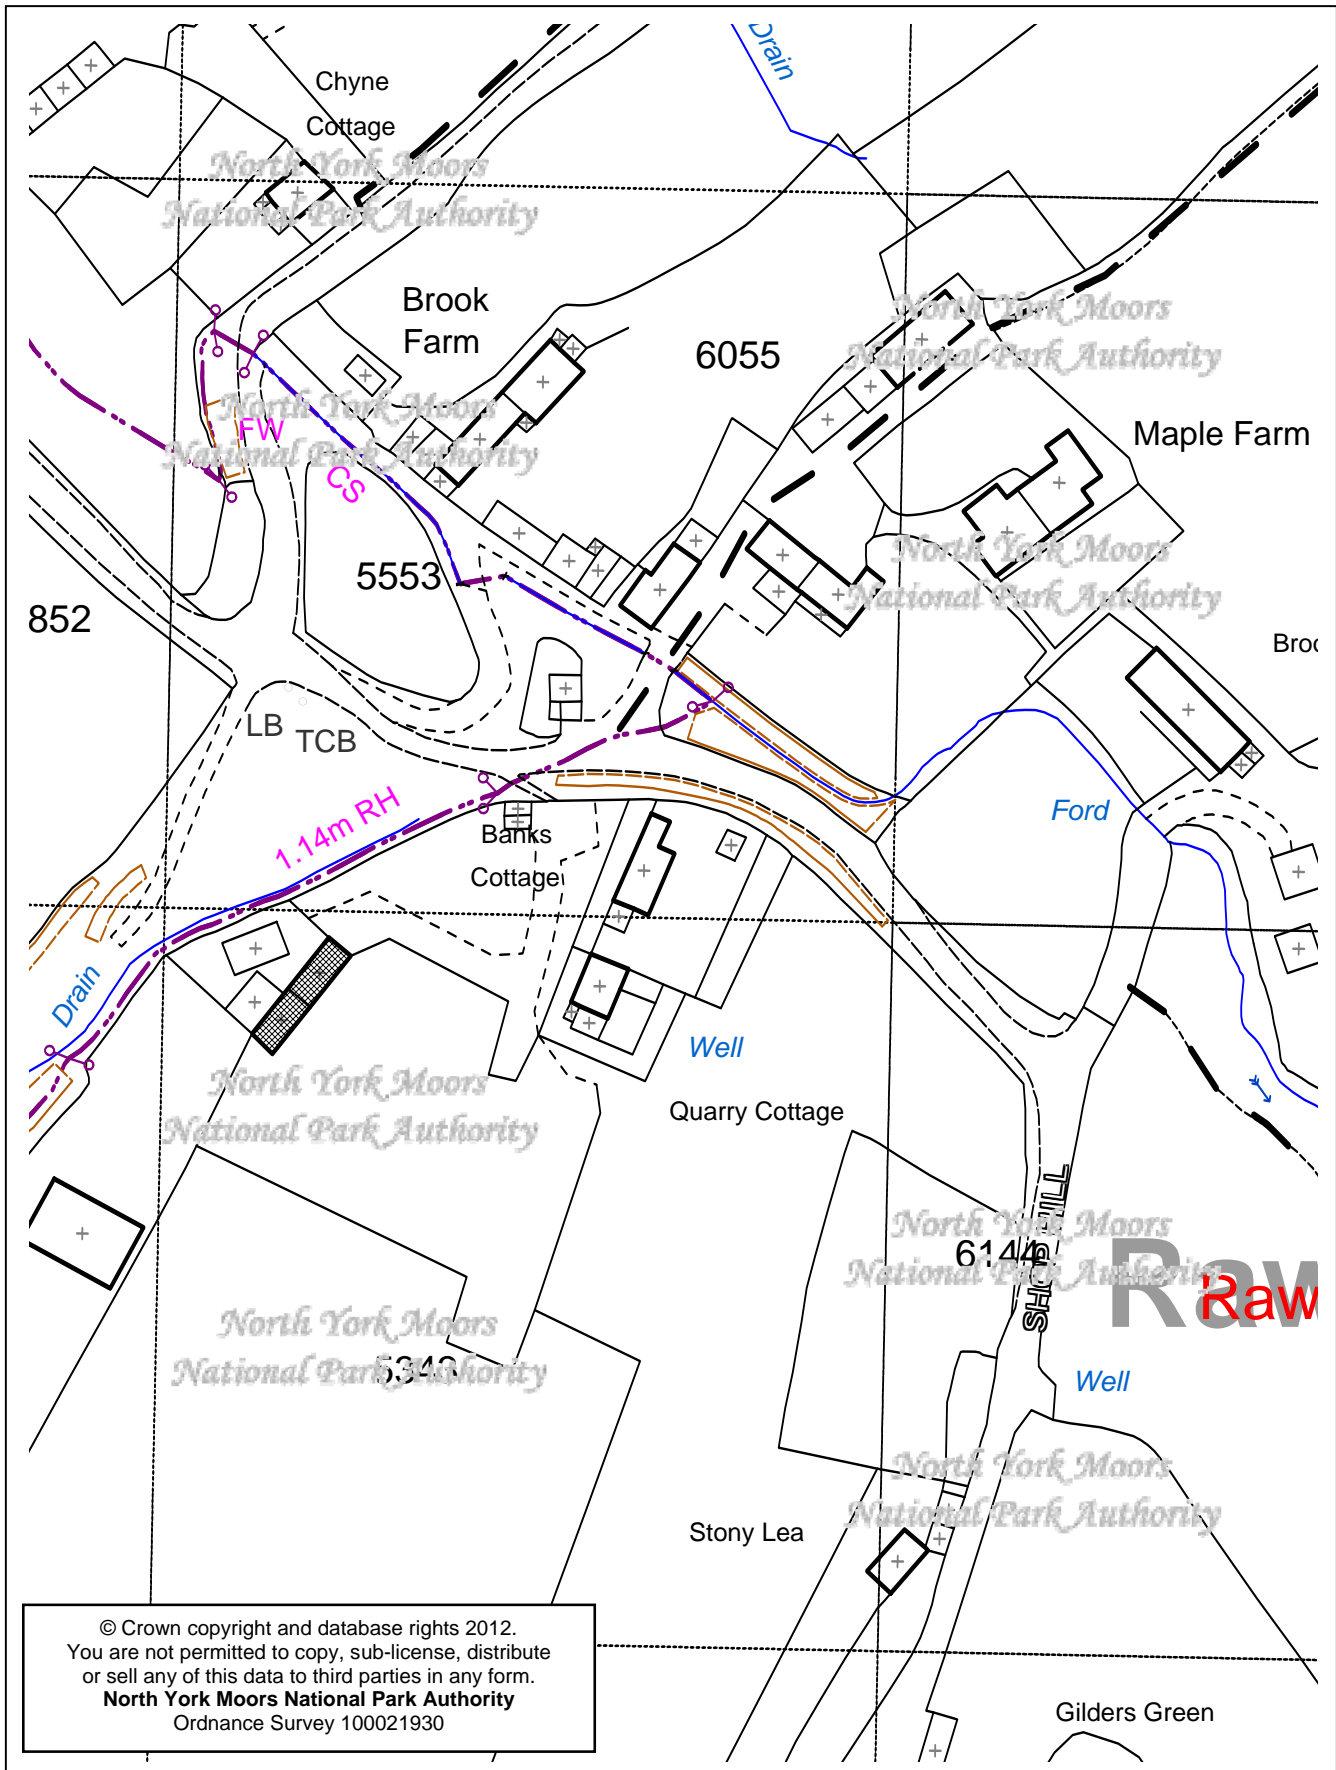 Drain
Chyne
Cottage
North York Moors
National Park Authority
Brook
Farm
6055
North York Moors
National Park Authority
North York Moors
National Park Authority
FW
CS
Maple Farm
North York Moors
National Park Authority
5553
852
Broo
LB
TCB
1.14m RH
Banks
Cottage
Ford
Drain
Well
Quarry Cottage
North York Moors
National Park Authority
SHOP HILL
North York Moors
National Park Authority
6144
Raw
Raw
North York Moors
National Park Authority
5343
Well
North York Moors
National Park Authority
Stony Lea
Gilders Green
© Crown copyright and database rights 2012.
You are not permitted to copy, sub-license, distribute
or sell any of this data to third parties in any form.
North York Moors National Park Authority
Ordnance Survey 100021930